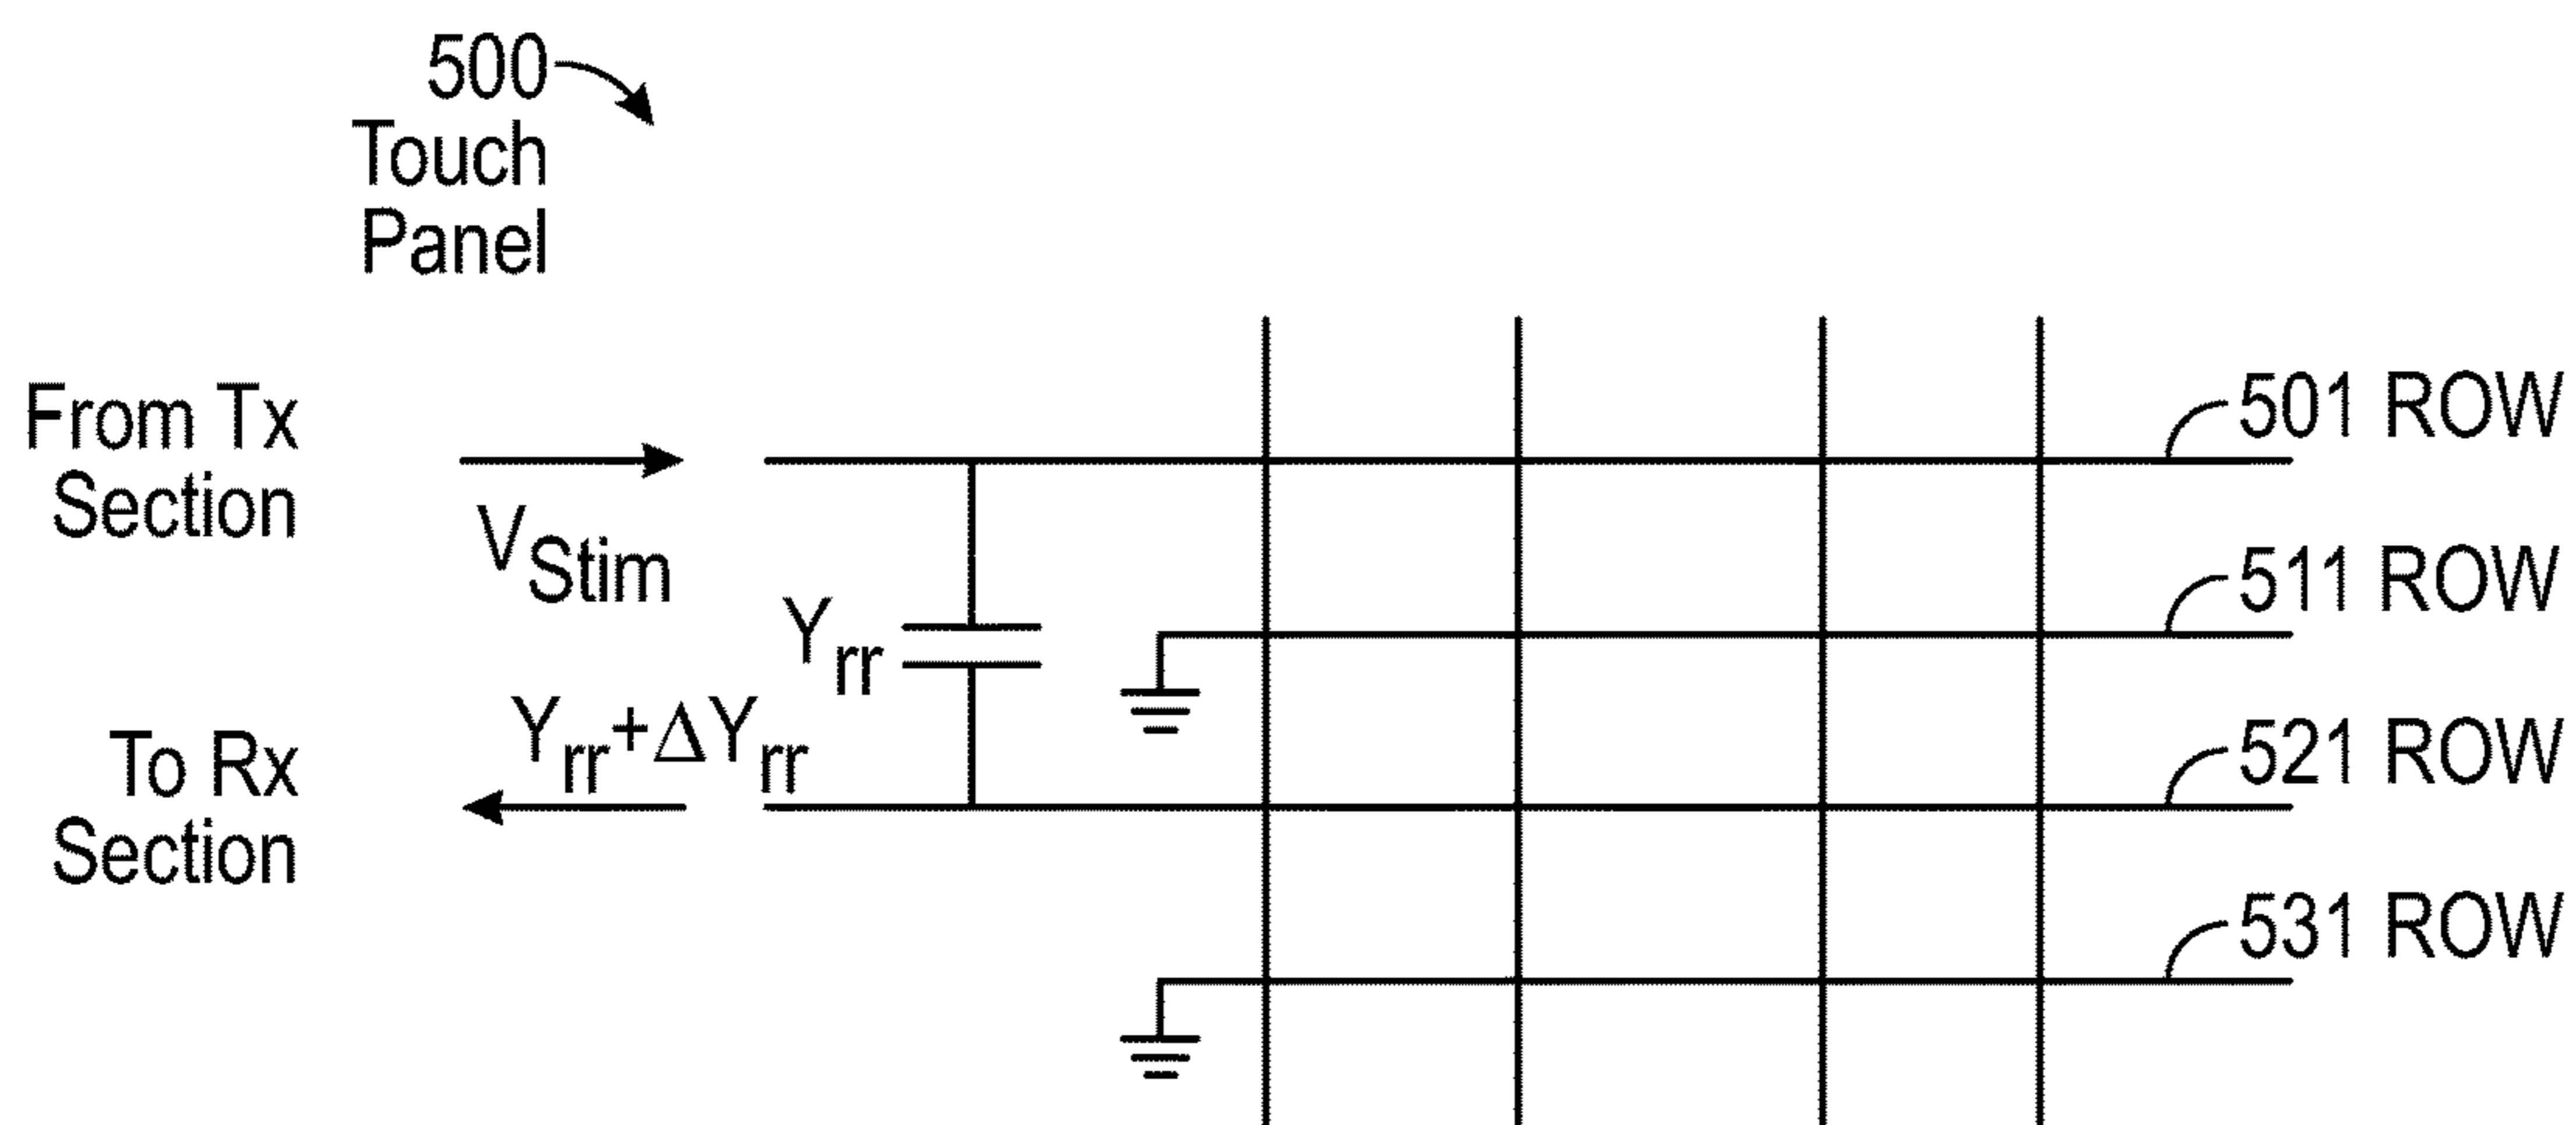 500
Touch
Panel
From Tx
Section
VStim
501 ROW
511 ROW
Yrr
Yrr+ΔYrr
To Rx
Section
521 ROW
531 ROW